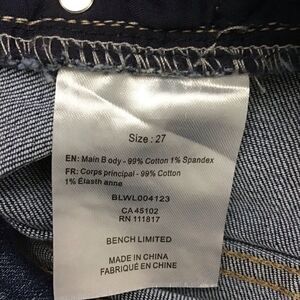 Size : 27
EN: Main B ody - 99% Cotton 1% Spandex
FR: Corps principal - 99% Cotton
1% Élasth anne
BLWL004123
CA 45102
RN 111817
BENCH LIMITED
MADE IN CHINA
FABRIQUÉ EN CHINE